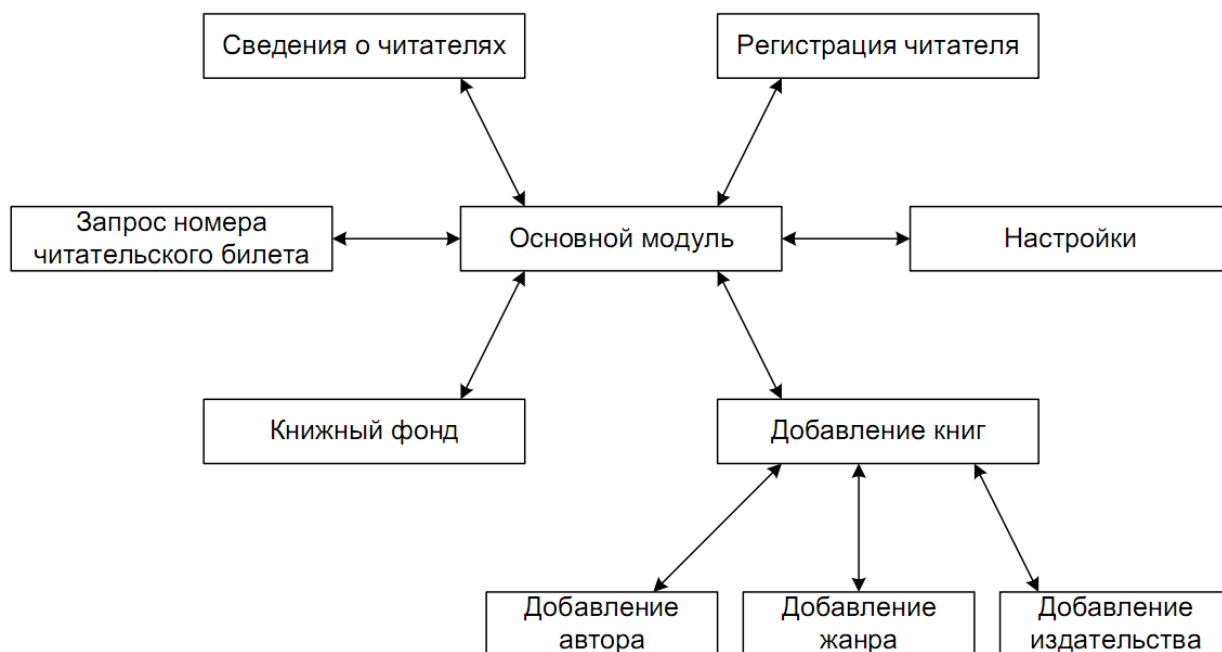 Сведения о читателях
Регистрация читателя
Запрос номера
читательского билета
Основной модуль
Настройки
Книжный фонд
Добавление книг
Добавление
автора
Добавление
жанра
Добавление
издательства